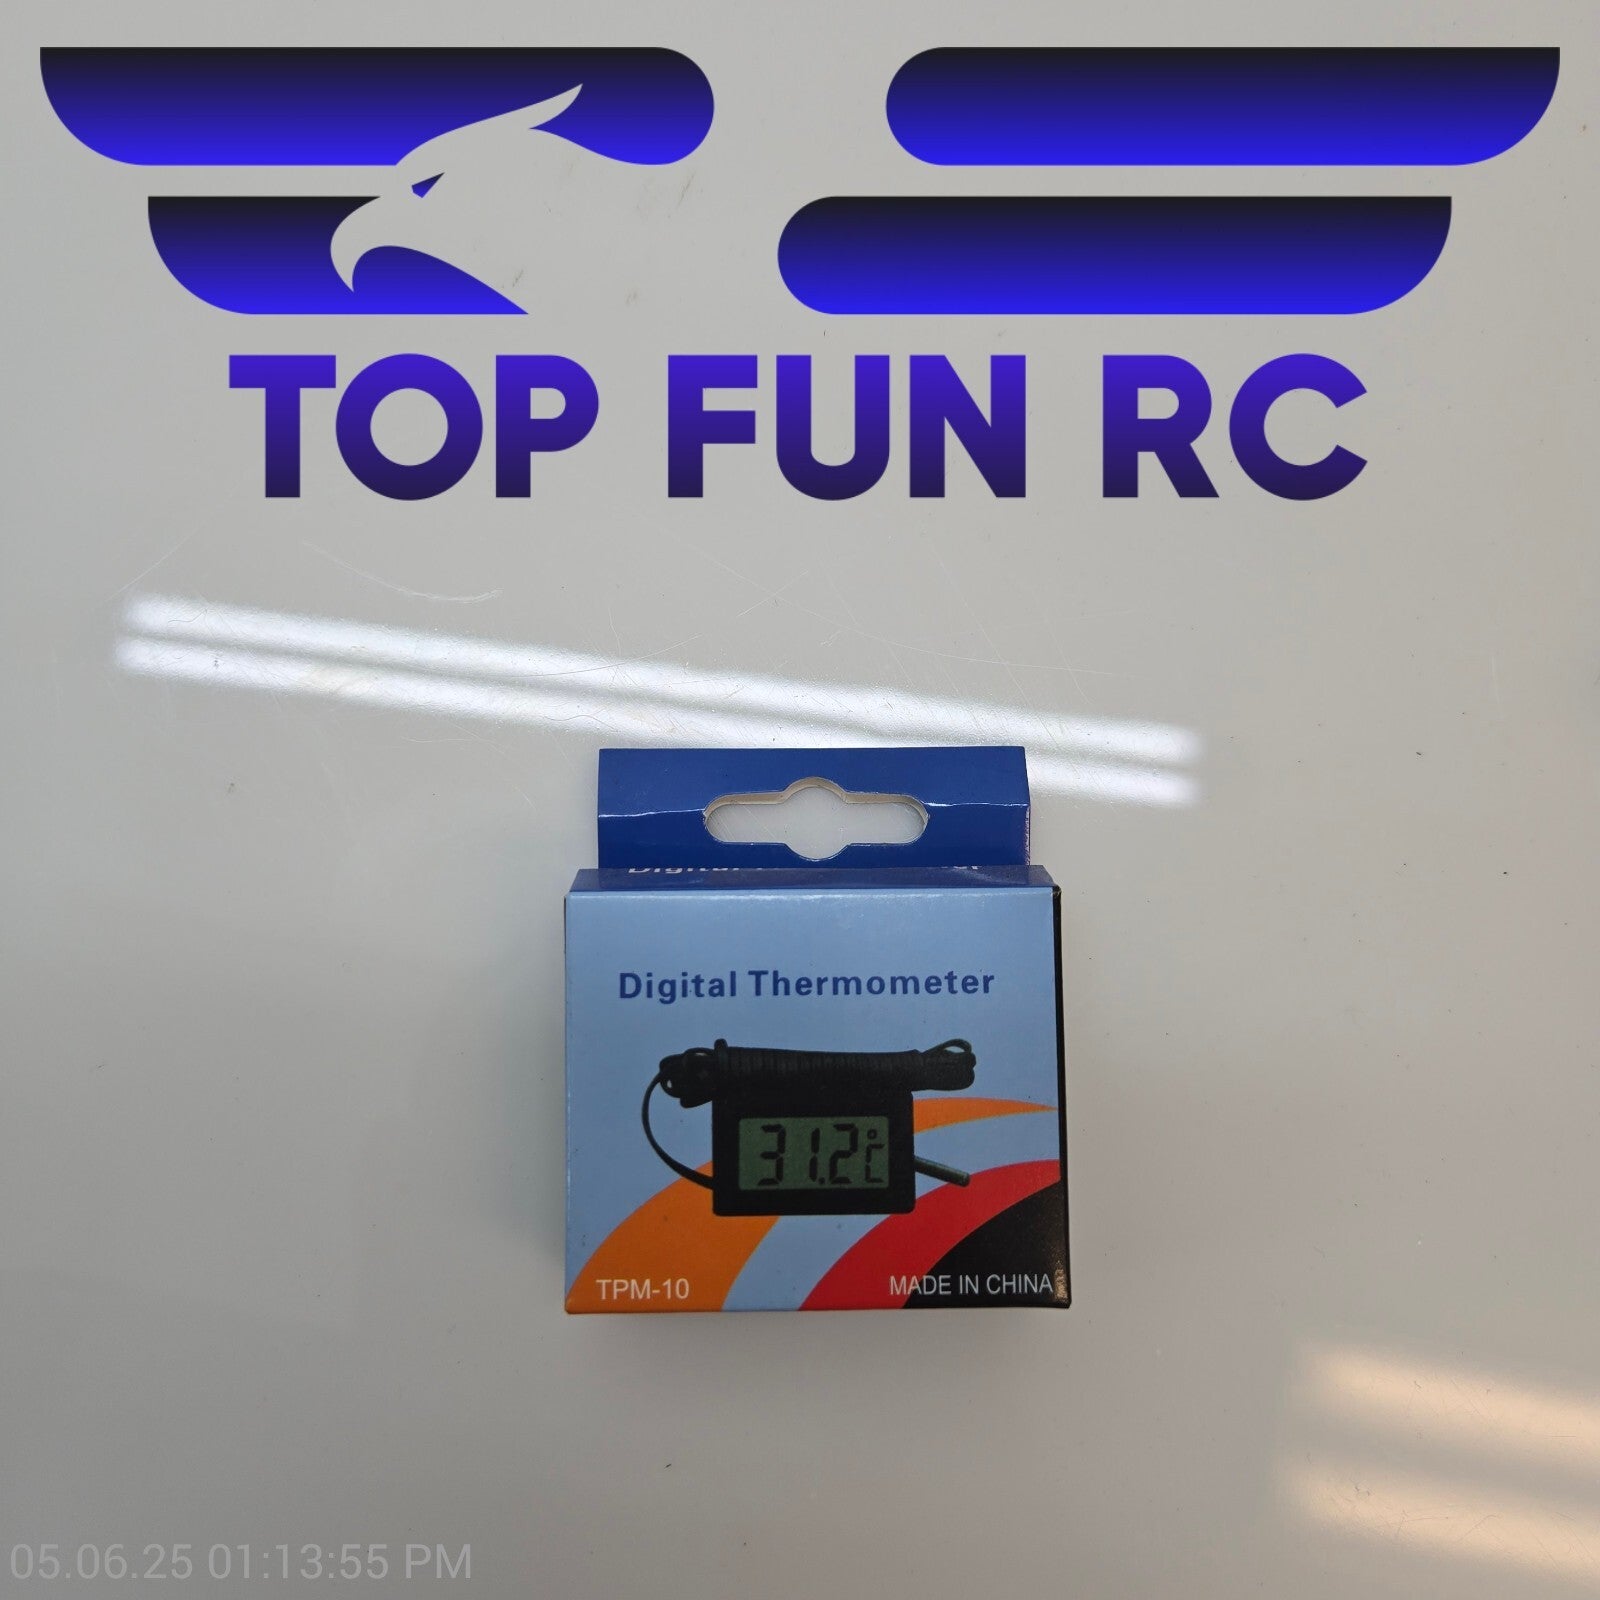 TOP FUN RC
Digital
Digital Thermometer
31.2°C
TPM-10
MADE IN CHINA
05.06.25 01:13:55 PM